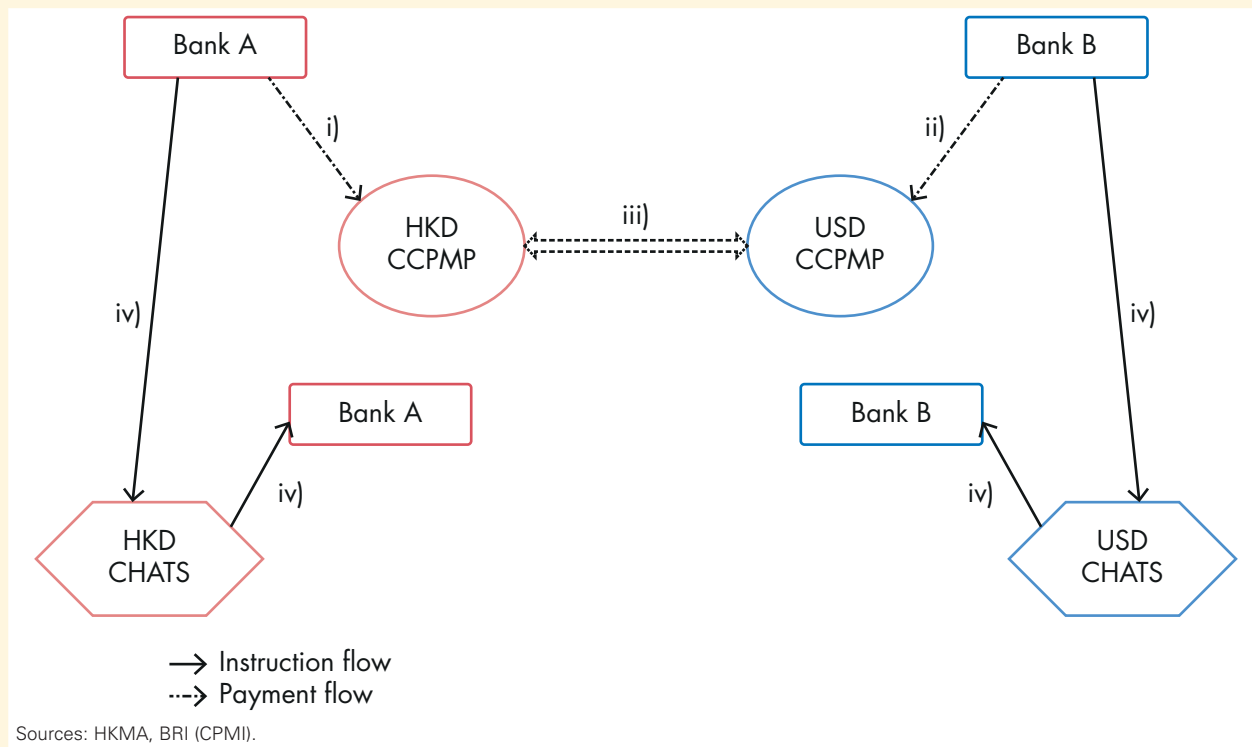 Bank A
Bank B
i)
ii)
HKD
CCPMP
iii)
USD
CCPMP
iv)
iv)
Bank A
Bank B
iv)
iv)
HKD
CHATS
USD
CHATS
Instruction flow
Payment flow
Sources: HKMA, BRI (CPMI).